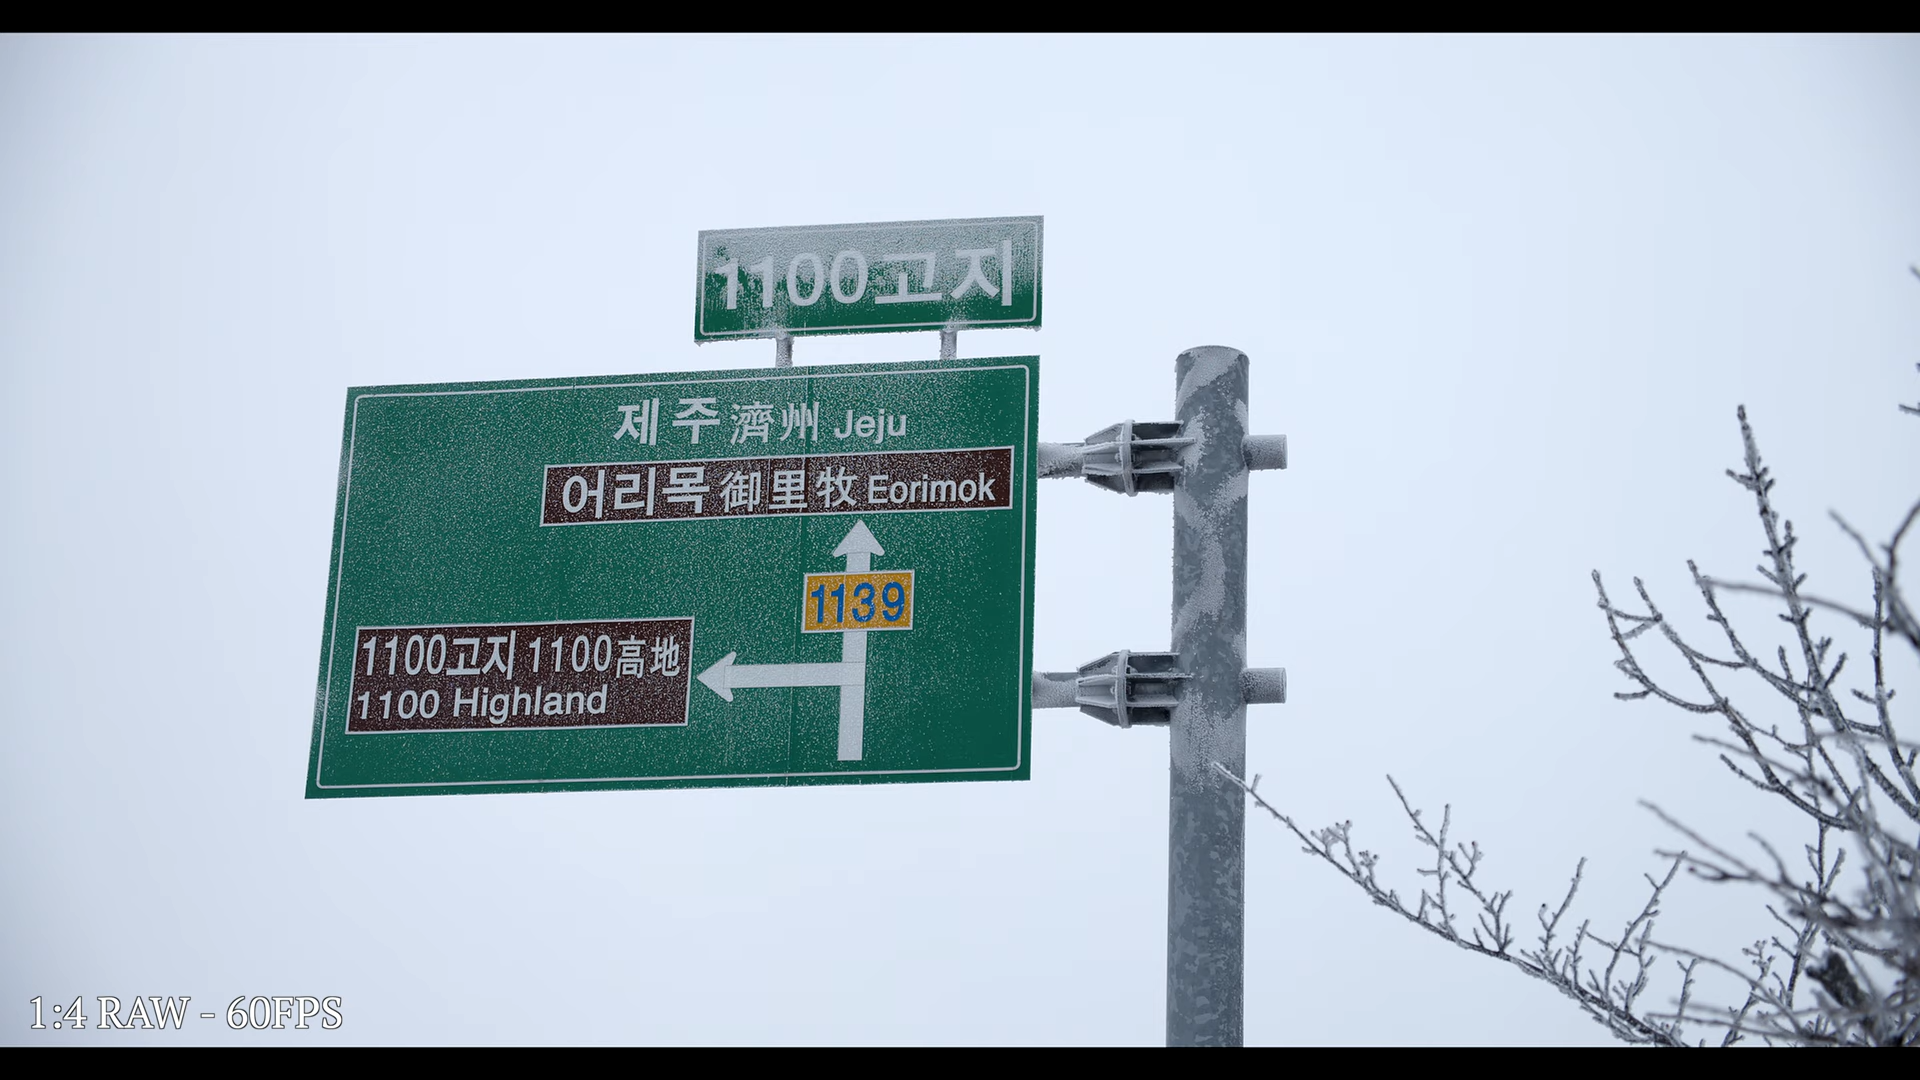 1100고지
제주 濟州 Jeju
어리목 御里牧 Eorimok
1139
1100고지 1100高地
1100 Highland
1:4 RAW - 60FPS